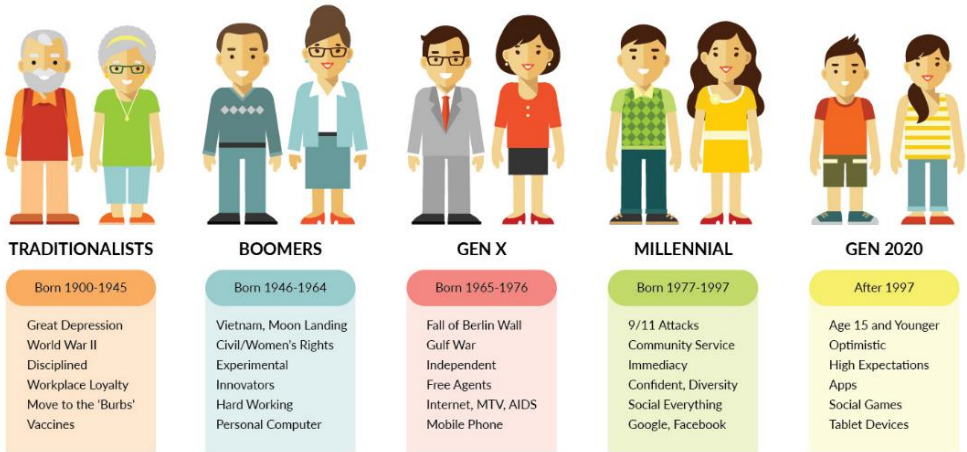 TRADITIONALISTS
Born 1900-1945
Great Depression
World War II
Disciplined
Workplace Loyalty
Move to the 'Burbs'
Vaccines
BOOMERS
Born 1946-1964
Vietnam, Moon Landing
Civil/Women's Rights
Experimental
Innovators
Hard Working
Personal Computer
GEN X
Born 1965-1976
Fall of Berlin Wall
Gulf War
Independent
Free Agents
Internet, MTV, AIDS
Mobile Phone
MILLENNIAL
Born 1977-1997
9/11 Attacks
Community Service
Immediacy
Confident, Diversity
Social Everything
Google, Facebook
GEN 2020
After 1997
Age 15 and Younger
Optimistic
High Expectations
Apps
Social Games
Tablet Devices